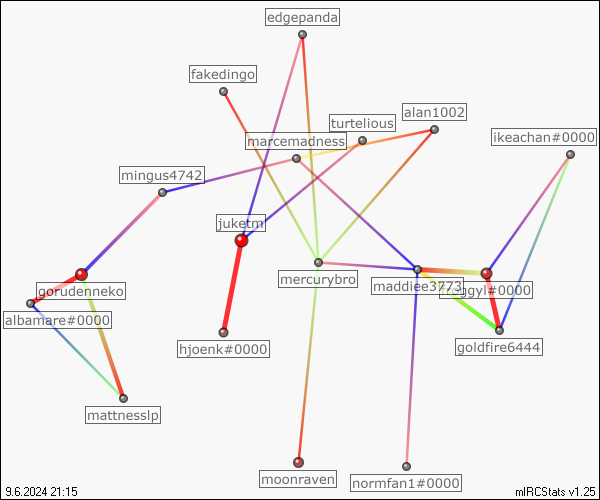 edgepanda
fakedingo
alan1002
turtelious
ikeachan#0000
marcemadness
mingus4742
juketm
mercurybro
maddiee3773
froggyl#0000
gorudenneko
albamare#0000
hjoenk#0000
goldfire6444
mattnesslp
moonraven
normfan1#0000
9.6.2024 21:15
mIRCStats v1.25